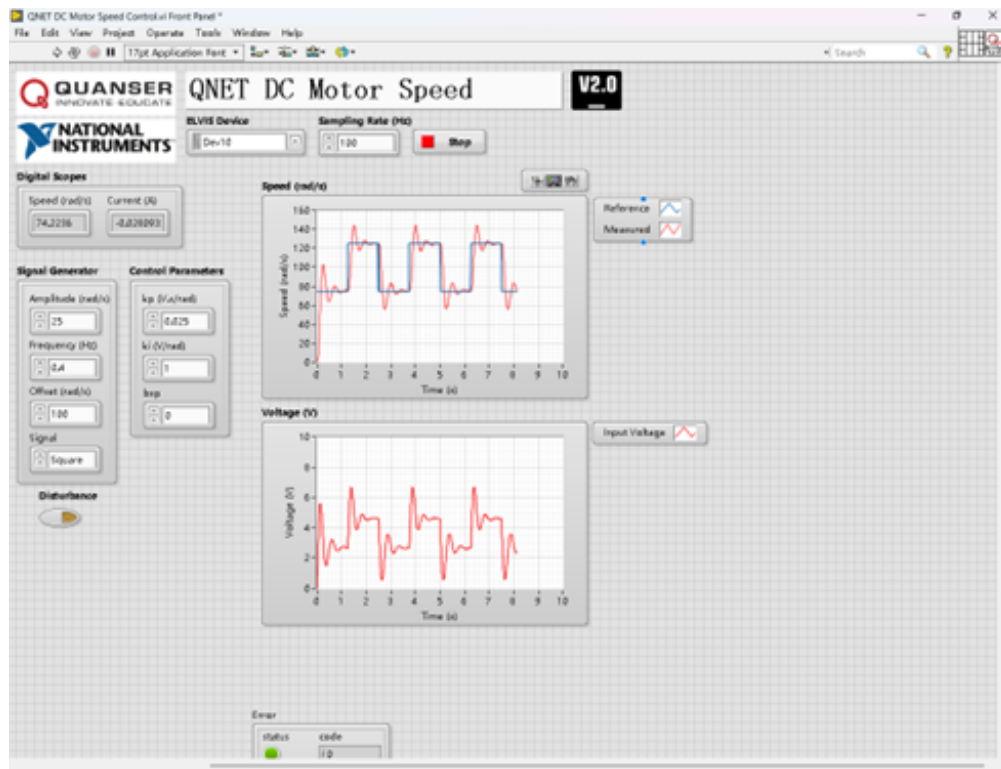 QNET DC Motor Speed Control.vi Front Panel *
File Edit View Project Operate Tools Window Help
17pt Application Font
Search
QUANSER
INNOVATE EDUCATE
QNET DC Motor Speed
V2.0
NATIONAL
INSTRUMENTS
ELVIS Device
Dev10
Sampling Rate (Hz)
100
Stop
Digital Scopes
Speed (rad/s) Current (A)
74,2236
Signal Generator
Amplitude (rad/s)
25
Frequency (Hz)
0,4
Offset (rad/s)
100
Signal
Square
Disturbance
Control Parameters
kp (V.s/rad)
0,025
ki (V/rad)
1
bsp
0
Speed (rad/s)
Speed (rad/s)
160
140
120
100
80
60
40
20
0
0 1 2 3 4 5 6 7 8 9 10
Time (s)
Reference
Measured
Voltage (V)
Voltage (V)
10
8
6
4
2
0
0 1 2 3 4 5 6 7 8 9 10
Time (s)
Input Voltage
Error
status code